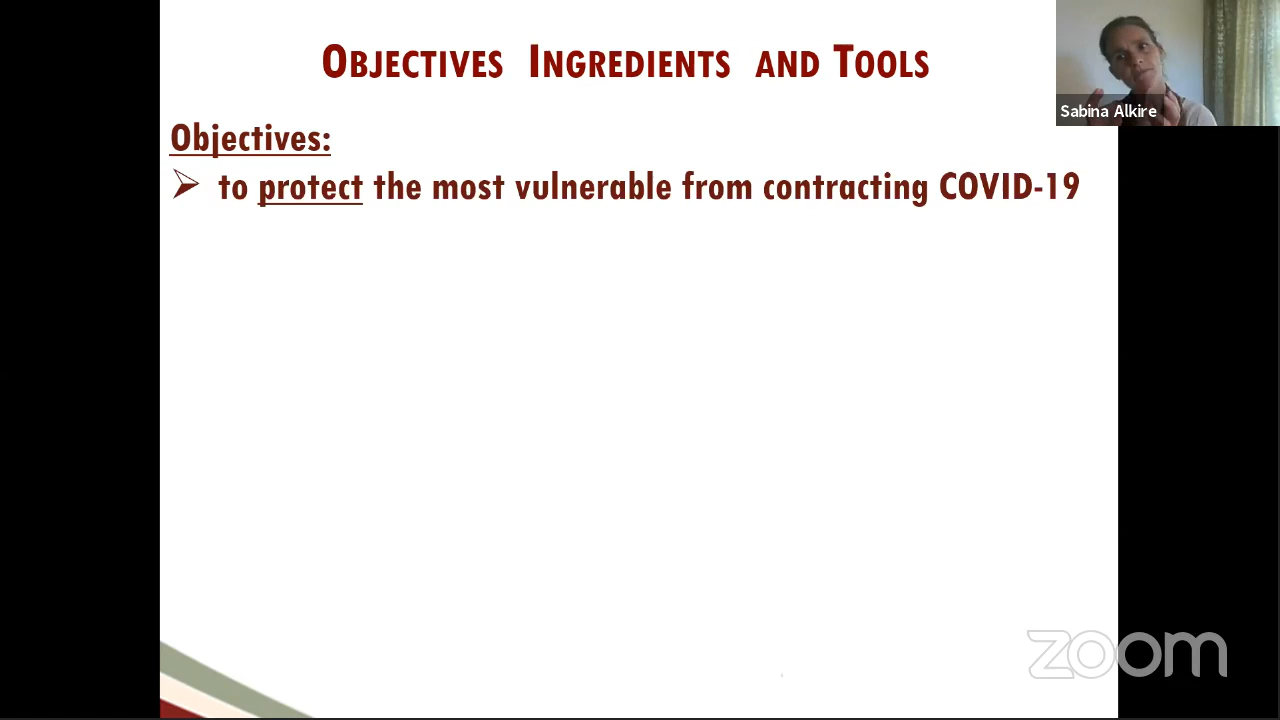 OBJECTIVES INGREDIENTS AND TOOLS
Sabina Alkire
Objectives:
➢ to protect the most vulnerable from contracting COVID-19
zoom